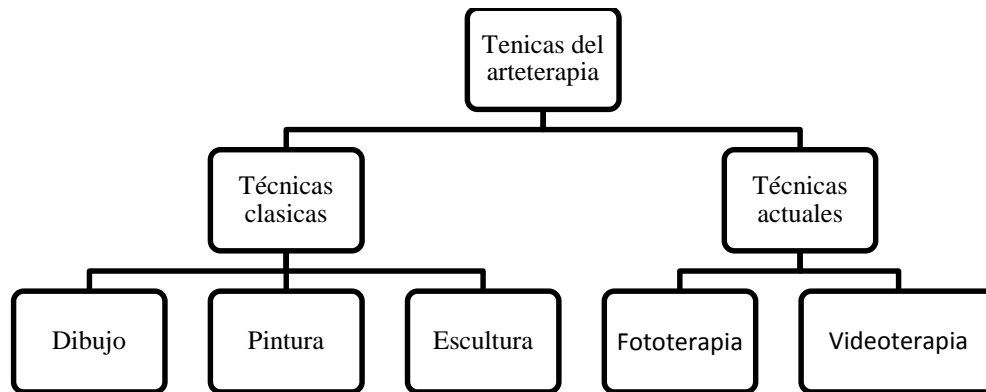 Tenicas del
arteterapia
Técnicas
clasicas
Técnicas
actuales
Dibujo
Pintura
Escultura
Fototerapia
Videoterapia